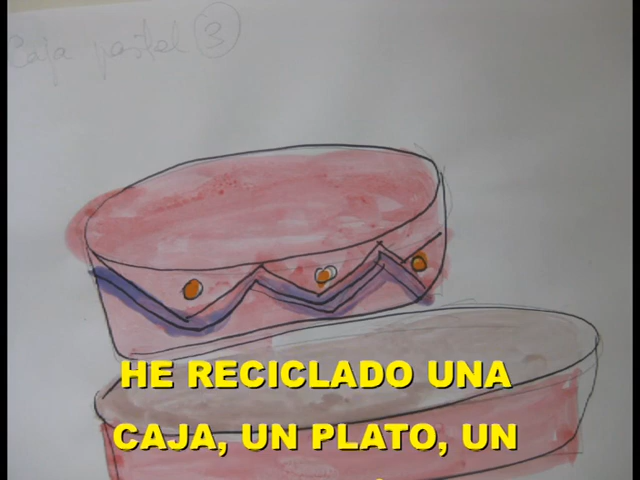 Caja pastel 3
HE RECICLADO UNA
CAJA, UN PLATO, UN